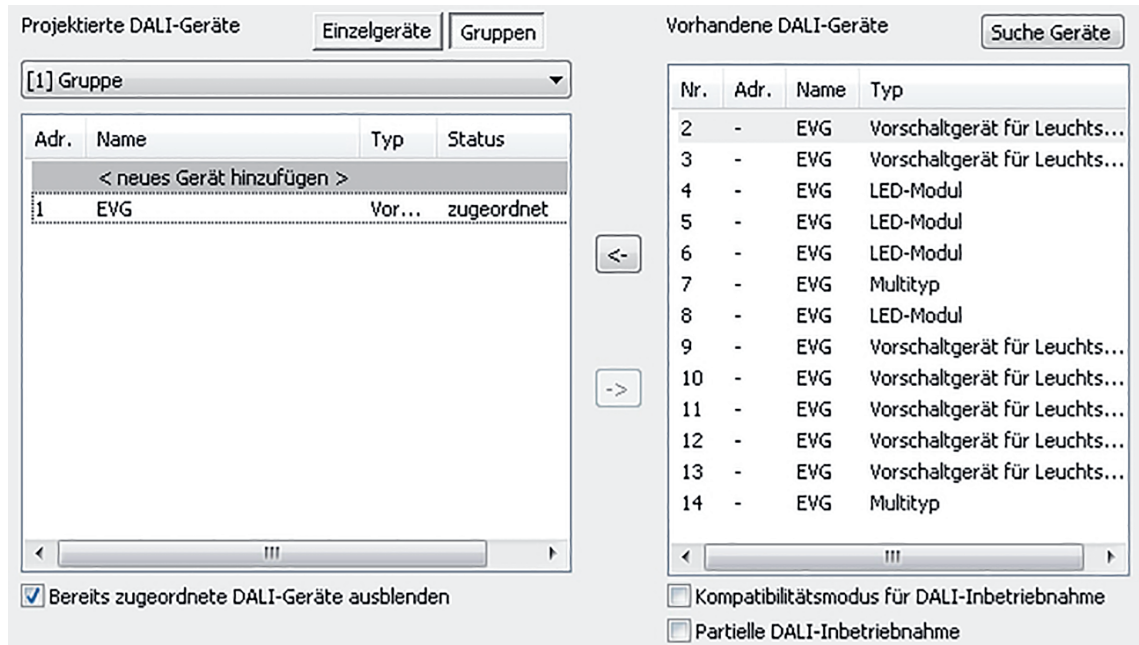 Projektierte DALI-Geräte
Einzelgeräte
Gruppen
[1] Gruppe
Adr. Name Typ Status
< neues Gerät hinzufügen >
1 EVG Vor... zugeordnet
Bereits zugeordnete DALI-Geräte ausblenden
<-
->
Vorhandene DALI-Geräte
Suche Geräte
Nr. Adr. Name Typ
2 - EVG Vorschaltgerät für Leuchts...
3 - EVG Vorschaltgerät für Leuchts...
4 - EVG LED-Modul
5 - EVG LED-Modul
6 - EVG LED-Modul
7 - EVG Multityp
8 - EVG LED-Modul
9 - EVG Vorschaltgerät für Leuchts...
10 - EVG Vorschaltgerät für Leuchts...
11 - EVG Vorschaltgerät für Leuchts...
12 - EVG Vorschaltgerät für Leuchts...
13 - EVG Vorschaltgerät für Leuchts...
14 - EVG Multityp
Kompatibilitätsmodus für DALI-Inbetriebnahme
Partielle DALI-Inbetriebnahme